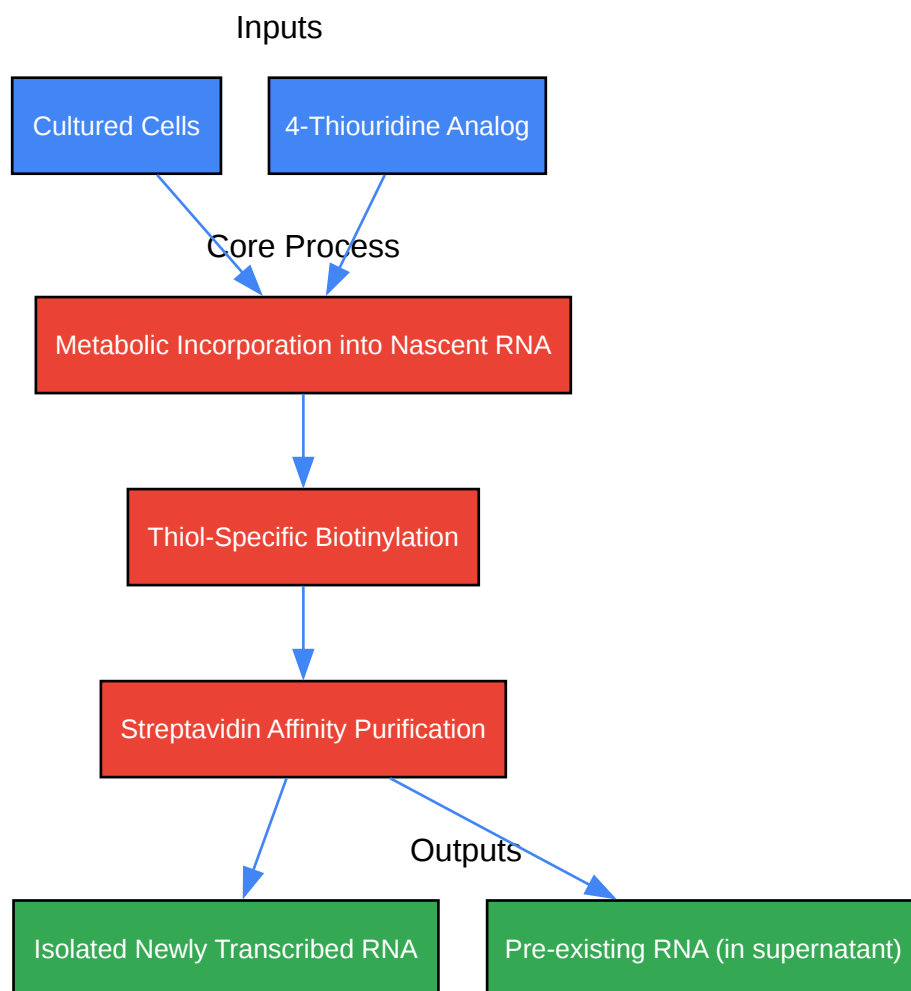 Inputs
Cultured Cells
4-Thiouridine Analog
Core Process
Metabolic Incorporation into Nascent RNA
Thiol-Specific Biotinylation
Streptavidin Affinity Purification
Outputs
Isolated Newly Transcribed RNA
Pre-existing RNA (in supernatant)